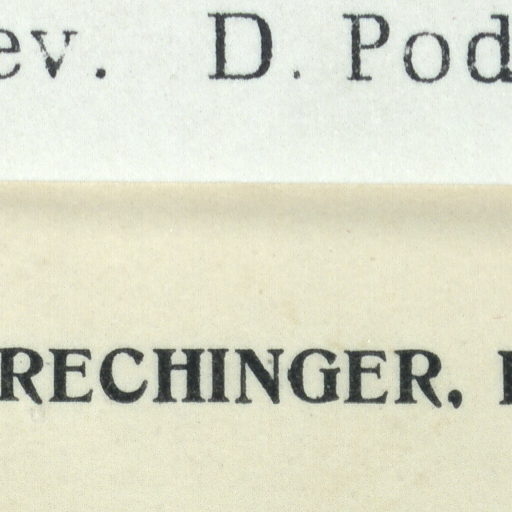 ev. D. Pod
RECHINGER,